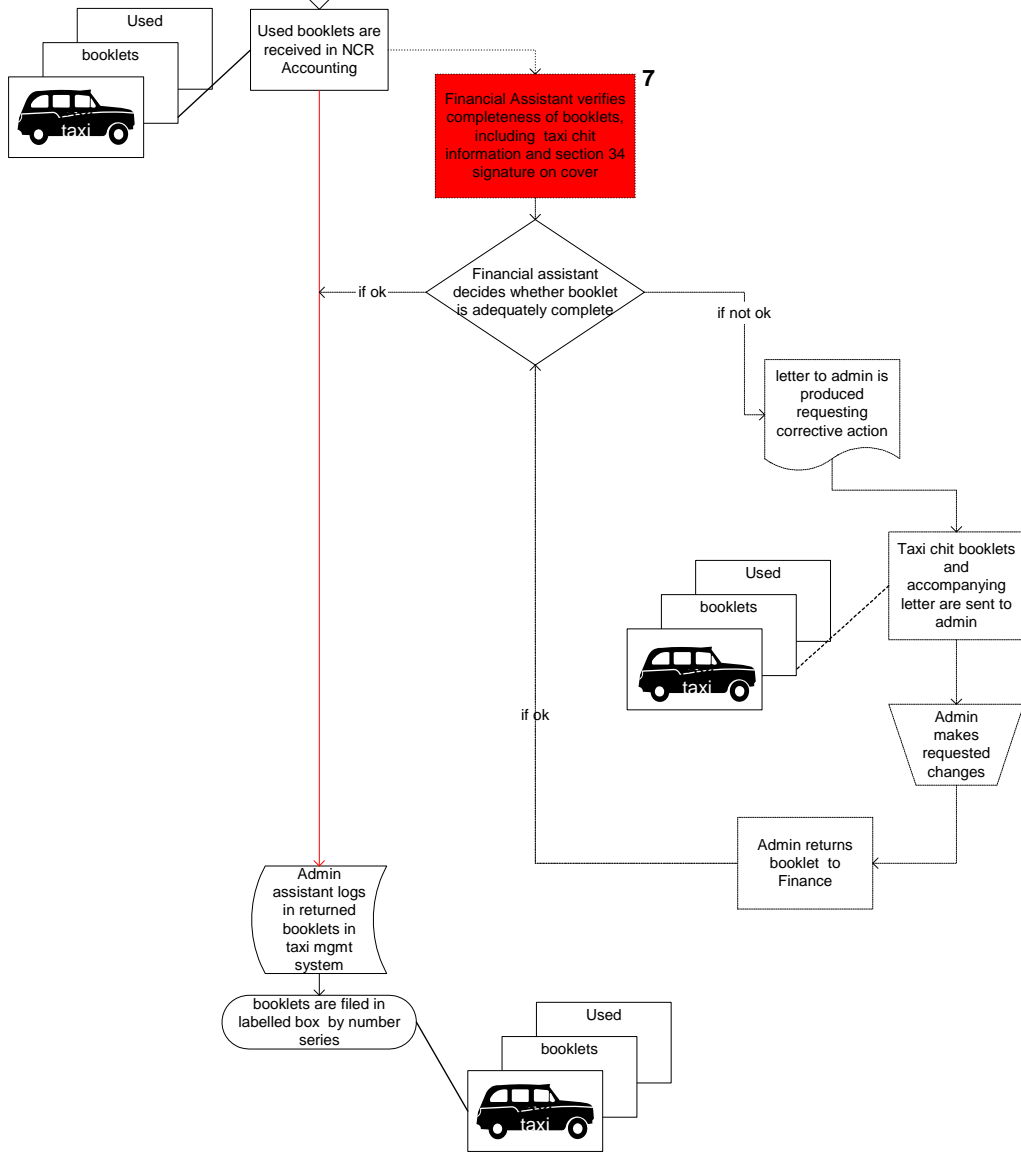 Used
booklets
taxi
Used booklets are
received in NCR
Accounting
7
Financial Assistant verifies
completeness of booklets,
including taxi chit
information and section 34
signature on cover
Financial assistant
decides whether booklet
is adequately complete
if ok
if not ok
letter to admin is
produced
requesting
corrective action
Taxi chit booklets
and
accompanying
letter are sent to
admin
Used
booklets
taxi
Admin
makes
requested
changes
if ok
Admin returns
booklet to
Finance
Admin
assistant logs
in returned
booklets in
taxi mgmt
system
booklets are filed in
labelled box by number
series
Used
booklets
taxi